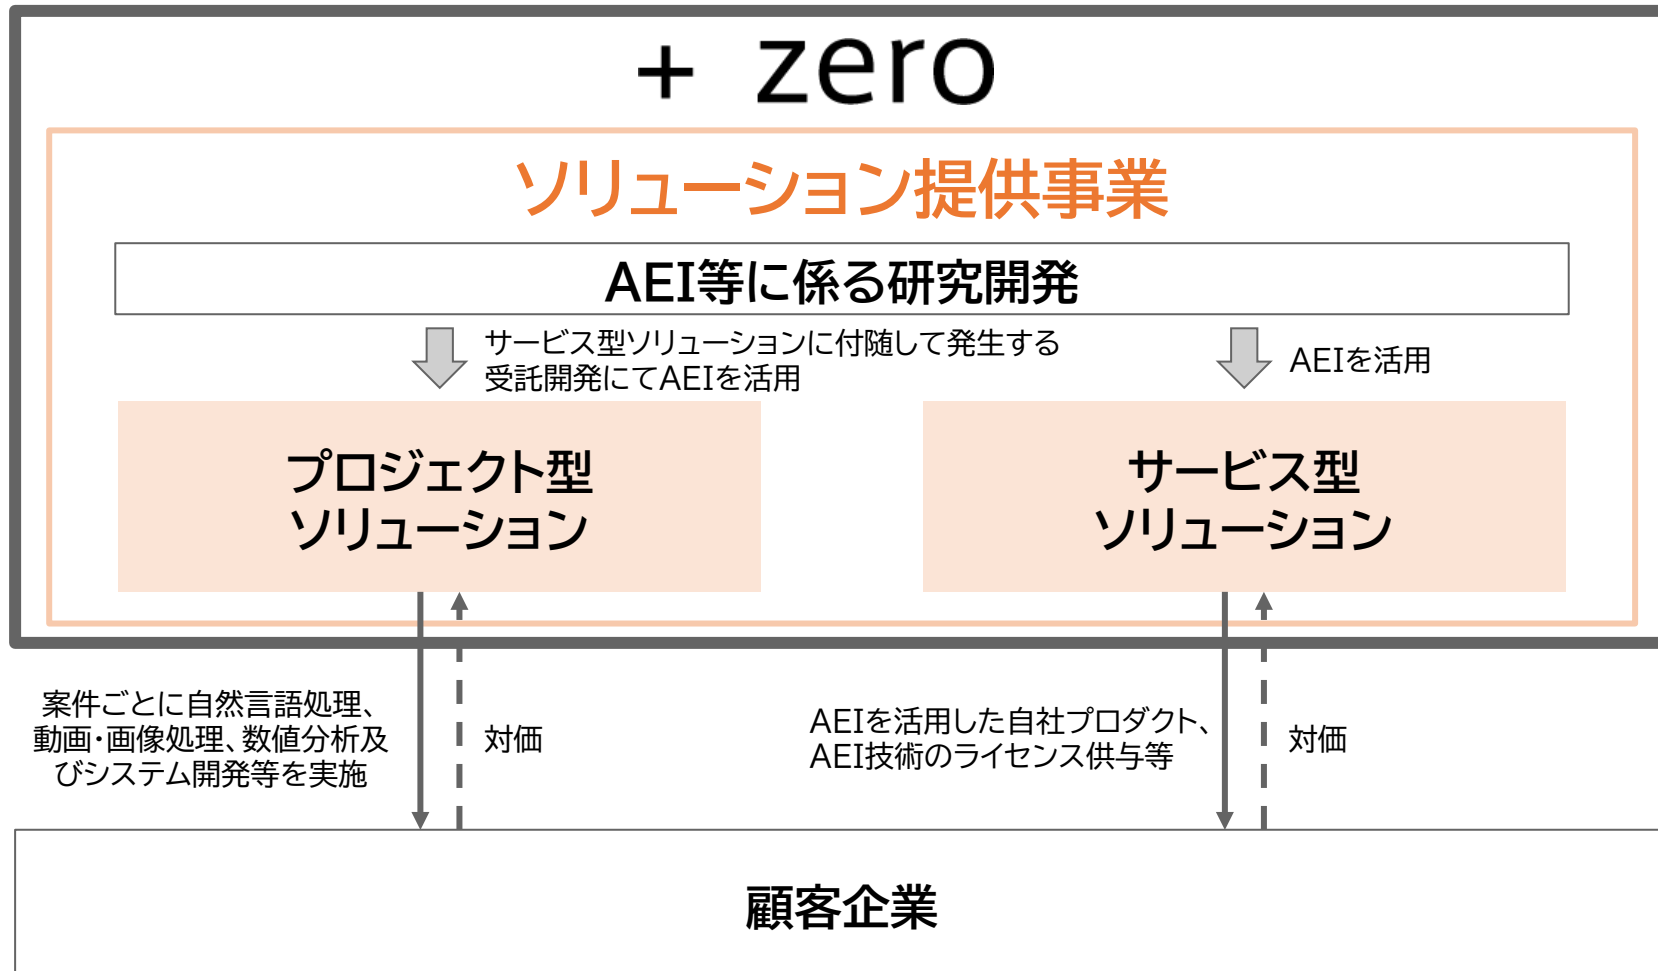 + zero
ソリューション提供事業
AEI等に係る研究開発
サービス型ソリューションに付随して発生する
受託開発にてAEIを活用
AEIを活用
プロジェクト型
ソリューション
サービス型
ソリューション
案件ごとに自然言語処理、
動画・画像処理、数値分析及
びシステム開発等を実施
対価
AEIを活用した自社プロダクト、
AEI技術のライセンス供与等
対価
顧客企業